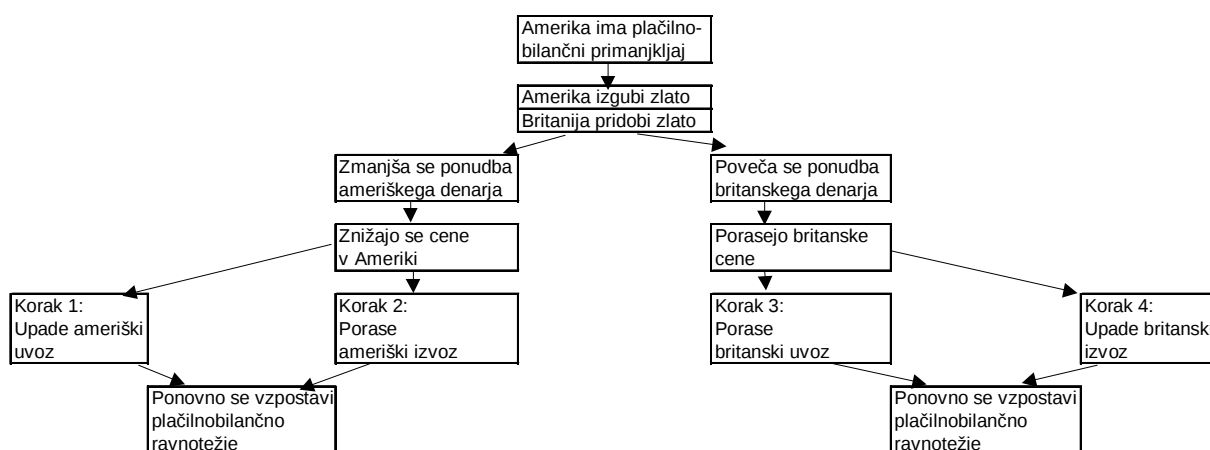 Amerika ima plačilno-
bilančni primanjkljaj
Amerika izgubi zlato
Britanija pridobi zlato
Zmanjša se ponudba
ameriškega denarja
Poveča se ponudba
britanskega denarja
Znižajo se cene
v Ameriki
Porasejo britanske
cene
Korak 1:
Upade ameriški
uvoz
Korak 2:
Porase
ameriški izvoz
Korak 3:
Porase
britanski uvoz
Korak 4:
Upade britansk
izvoz
Ponovno se vzpostavi
plačilnobilančno
ravnotežje
Ponovno se vzpostavi
plačilnobilančno
ravnotežje